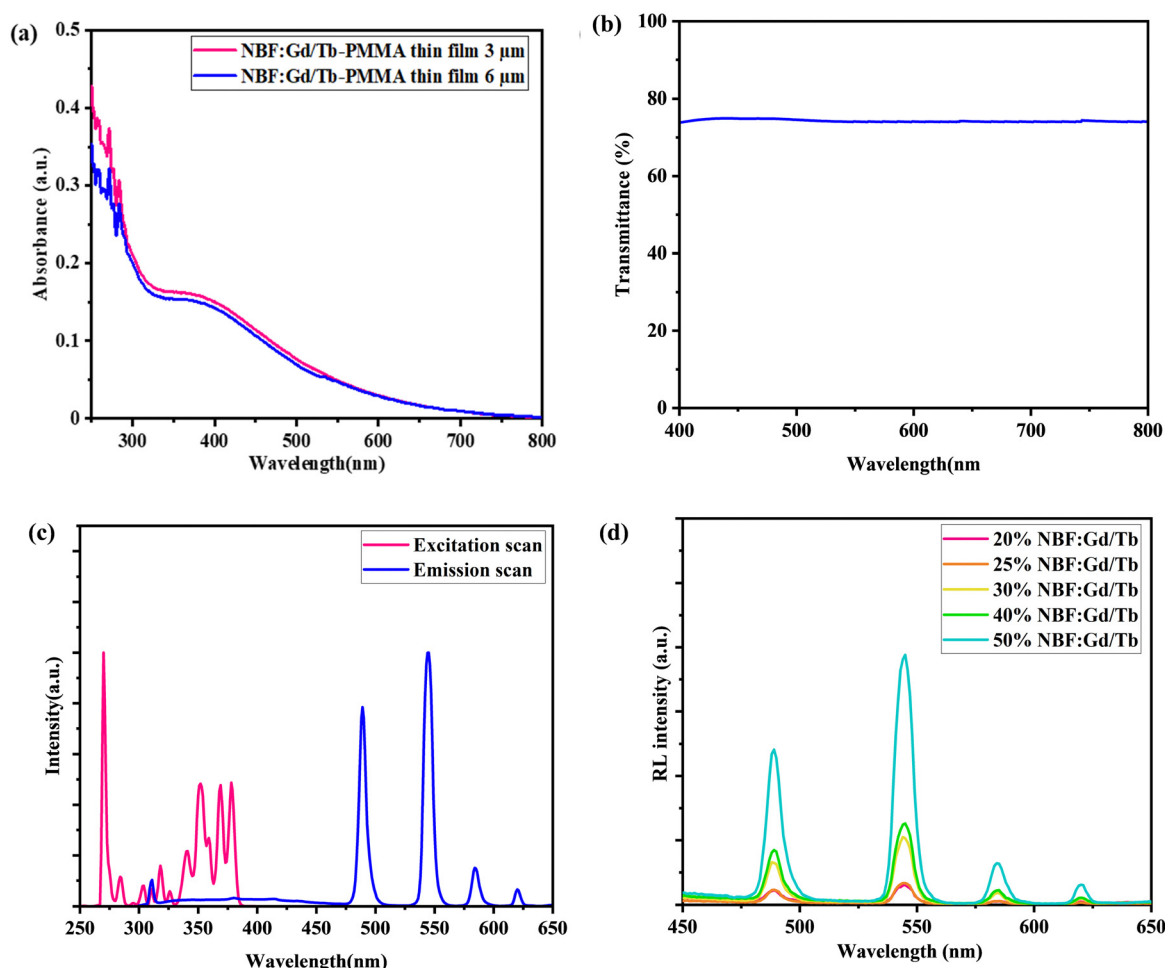 (a)
NBF:Gd/Tb-PMMA thin film 3 µm
NBF:Gd/Tb-PMMA thin film 6 µm
Absorbance (a.u.)
0.5
0.4
0.3
0.2
0.1
0
300 400 500 600 700 800
Wavelength(nm)
(b)
Transmittance (%)
100
80
60
40
20
0
400 500 600 700 800
Wavelength(nm
(c)
Excitation scan
Emission scan
Intensity(a.u.)
250 300 350 400 450 500 550 600 650
Wavelength(nm)
(d)
20% NBF:Gd/Tb
25% NBF:Gd/Tb
30% NBF:Gd/Tb
40% NBF:Gd/Tb
50% NBF:Gd/Tb
RL intensity (a.u.)
450 500 550 600 650
Wavelength (nm)